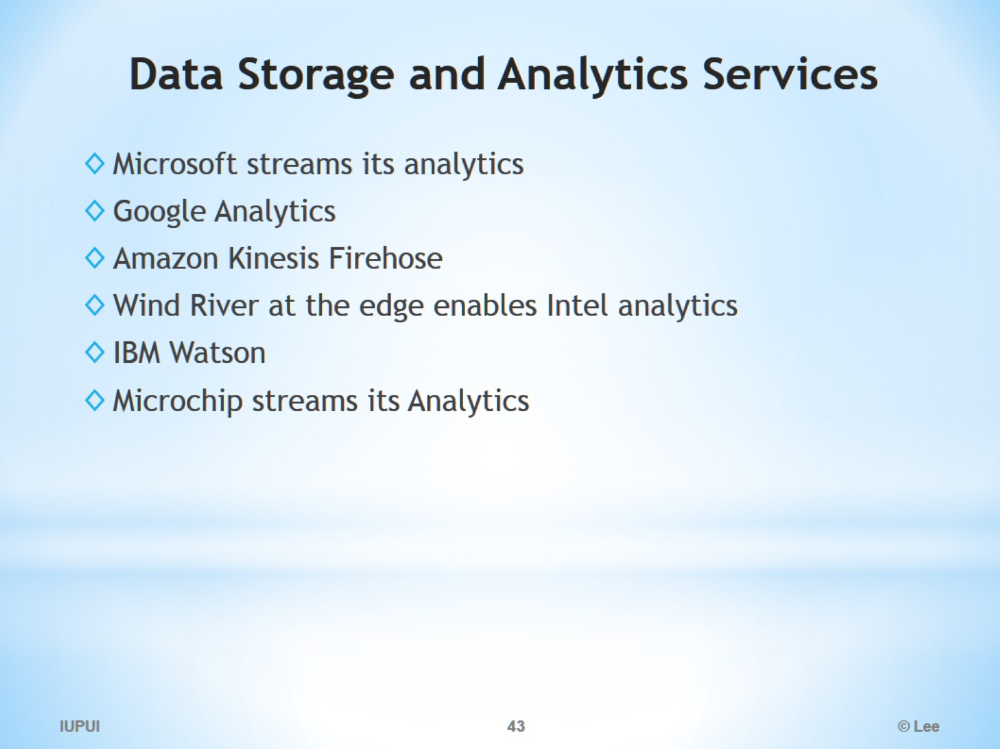 Data Storage and Analytics Services
◇ Microsoft streams its analytics
◇ Google Analytics
◇ Amazon Kinesis Firehose
◇ Wind River at the edge enables Intel analytics
◇ IBM Watson
◇ Microchip streams its Analytics
IUPUI 43 © Lee